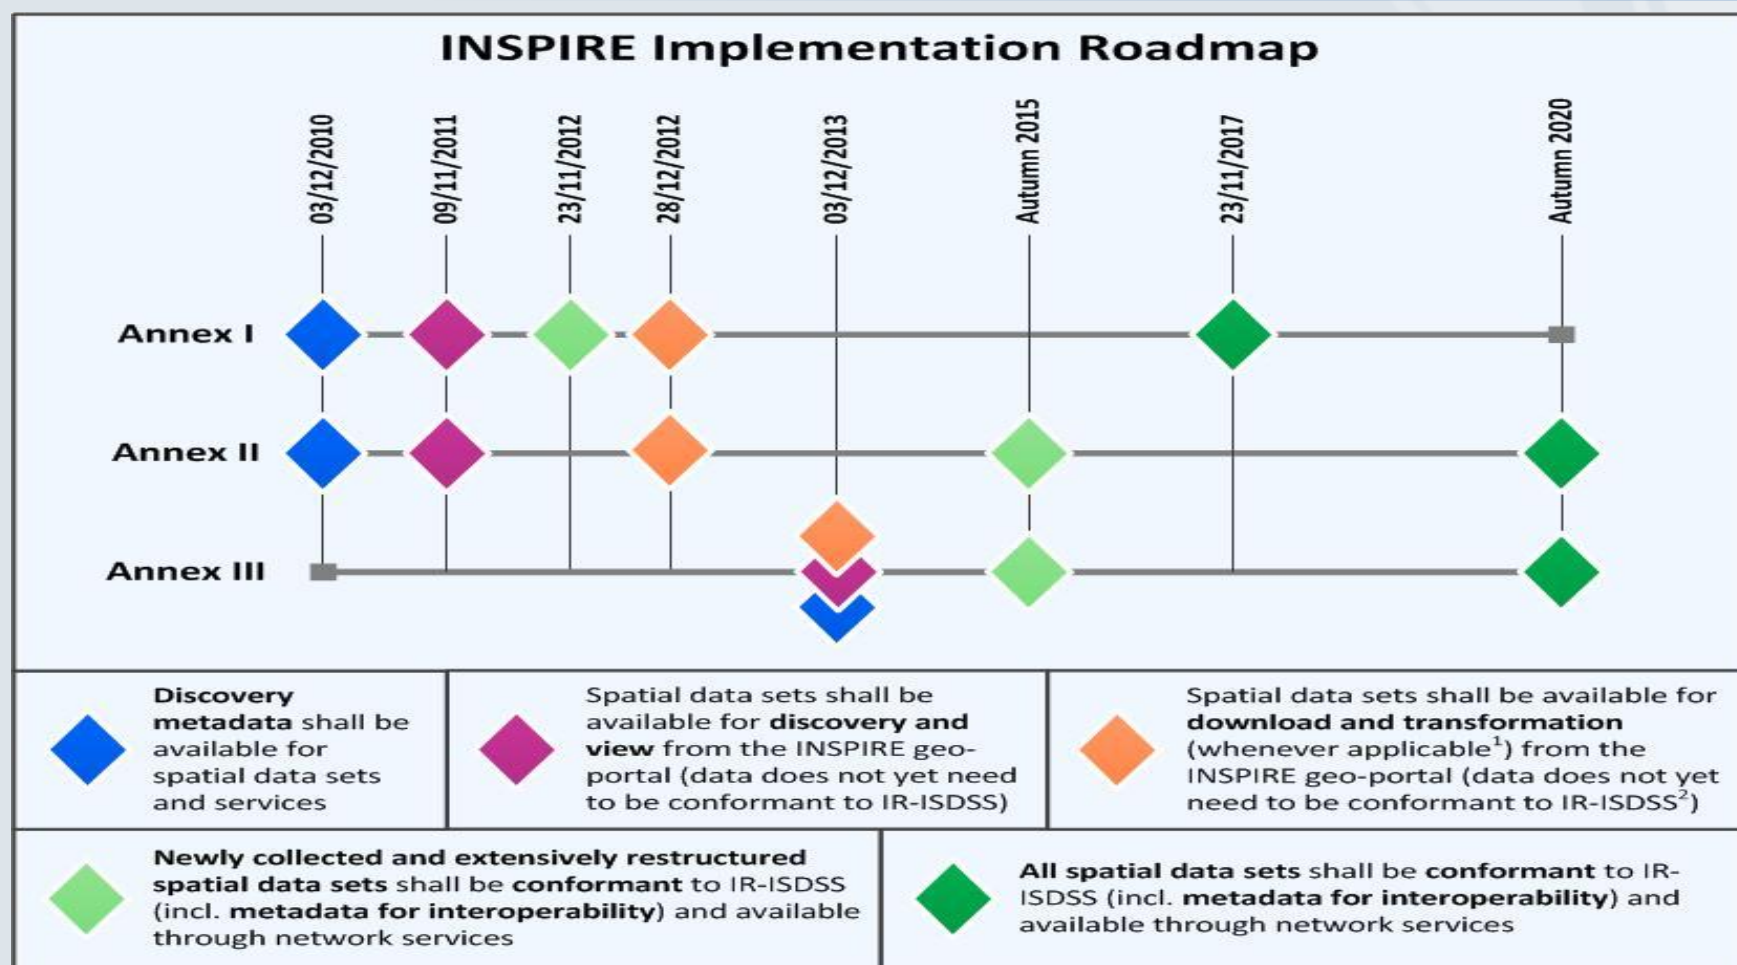 INSPIRE Implementation Roadmap
03/12/2010
09/11/2011
23/11/2012
28/12/2012
03/12/2013
Autumn 2015
23/11/2017
Autumn 2020
Annex I
Annex II
Annex III
Discovery
metadata shall be
available for
spatial data sets
and services
Spatial data sets shall be
available for discovery and
view from the INSPIRE geo-
portal (data does not yet need
to be conformant to IR-ISDSS)
Spatial data sets shall be available for
download and transformation
(whenever applicable¹) from the
INSPIRE geo-portal (data does not yet
need to be conformant to IR-ISDSS²)
Newly collected and extensively restructured
spatial data sets shall be conformant to IR-ISDSS
(incl. metadata for interoperability) and available
through network services
All spatial data sets shall be conformant to IR-
ISDSS (incl. metadata for interoperability) and
available through network services